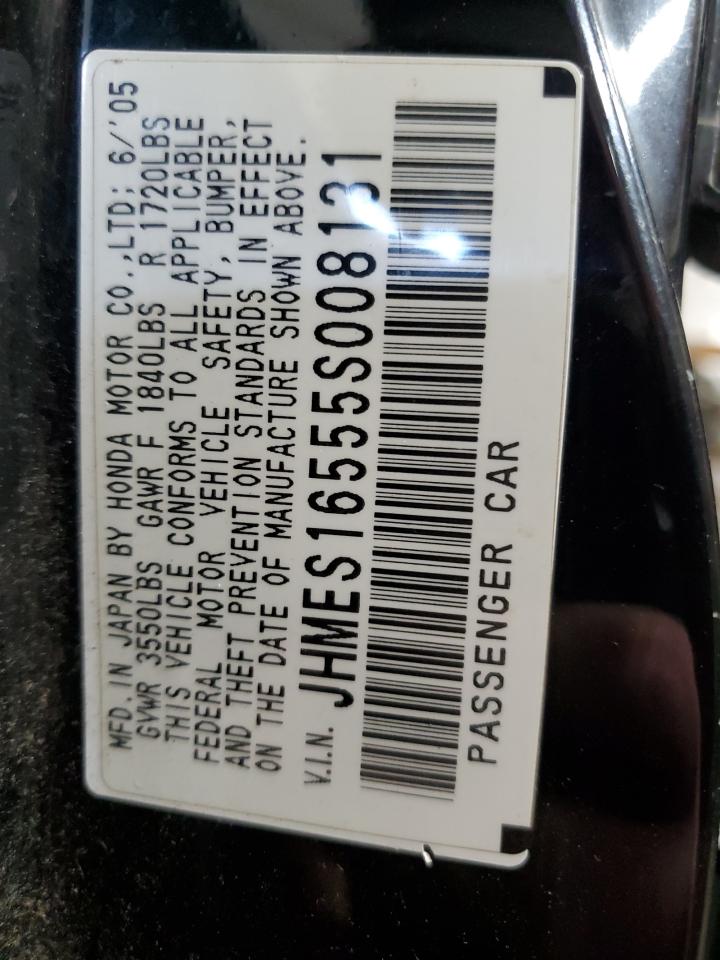 MFD. IN JAPAN BY HONDA MOTOR CO.,LTD; 6/'05
GVWR 3550LBS GAWR F 1840LBS R 1720LBS
THIS VEHICLE CONFORMS TO ALL APPLICABLE
FEDERAL MOTOR VEHICLE SAFETY, BUMPER,
AND THEFT PREVENTION STANDARDS IN EFFECT
ON THE DATE OF MANUFACTURE SHOWN ABOVE.
V.I.N. JHMES16555S008131
PASSENGER CAR